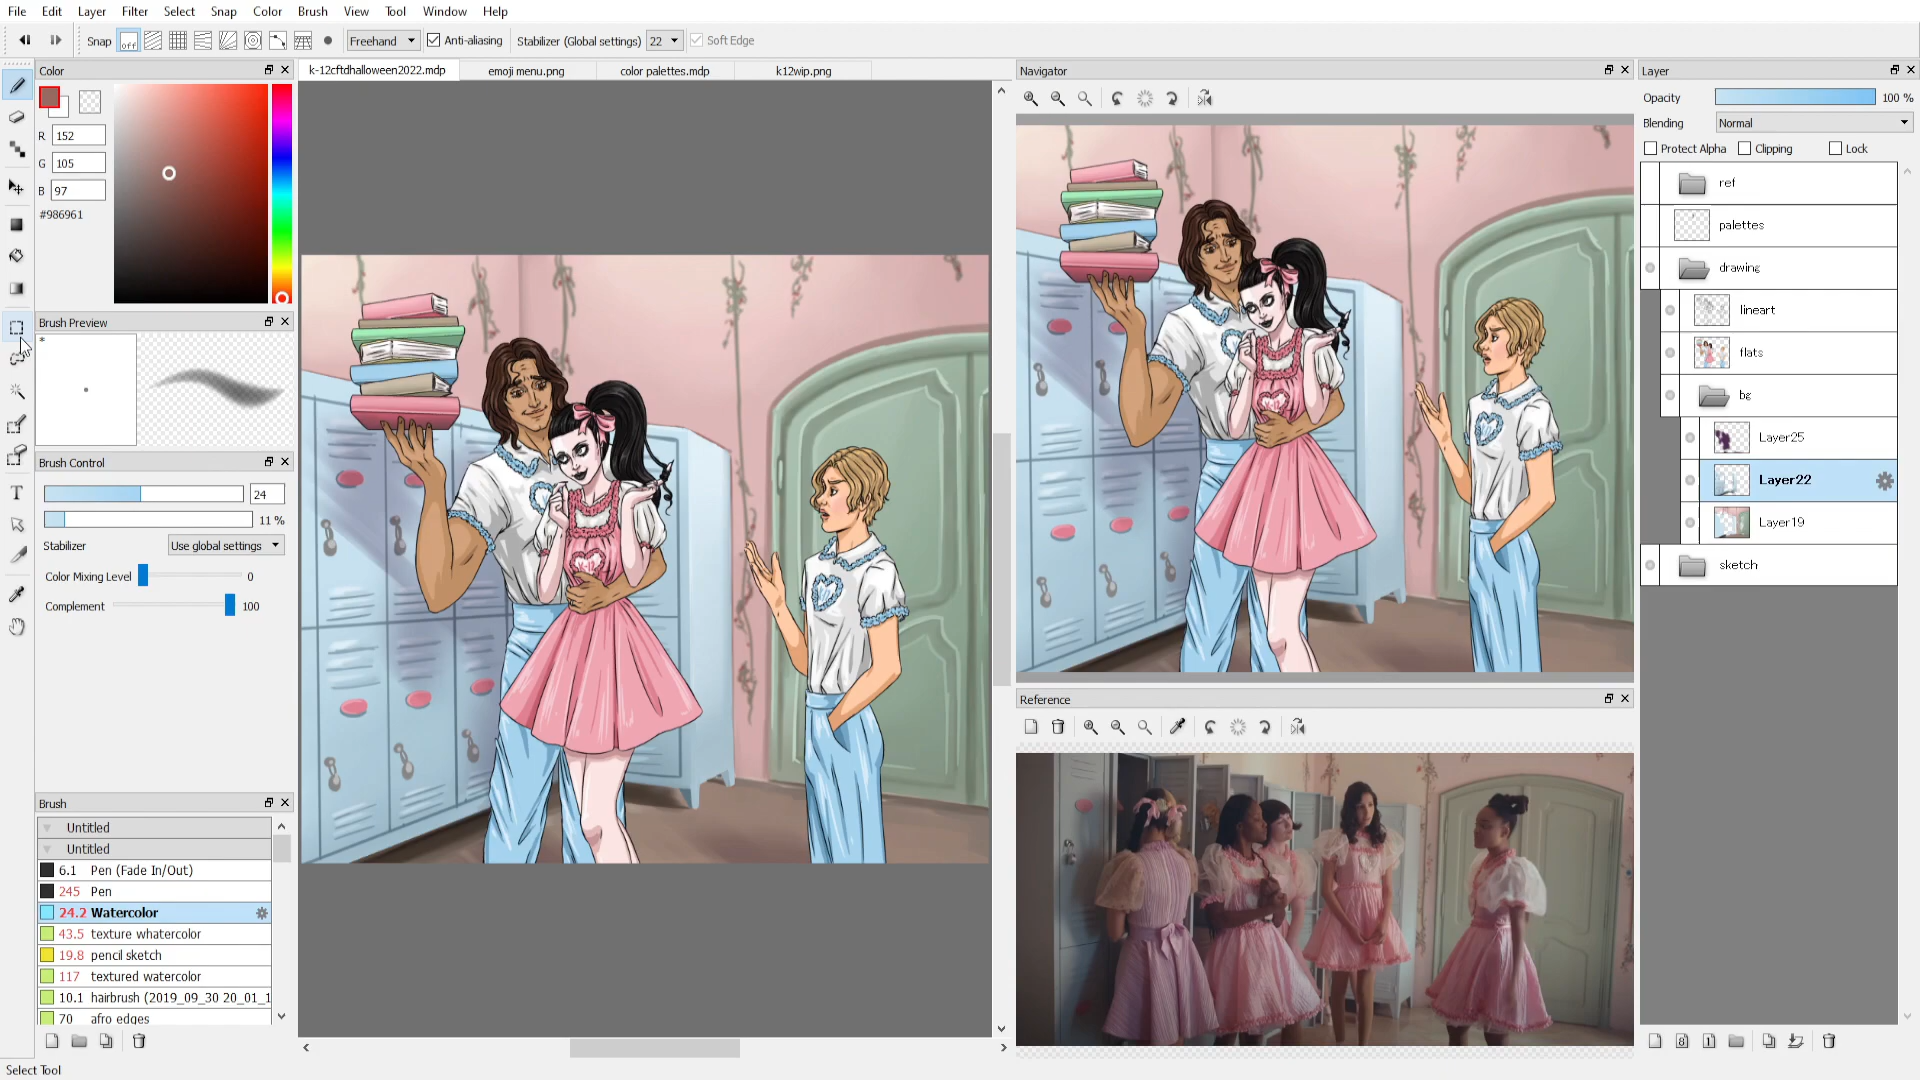 File Edit Layer Filter Select Snap Color Brush View Tool Window Help
Snap off Freehand Anti-aliasing Stabilizer (Global settings) 22 Soft Edge
Color
R 152
G 105
B 97
#986961
Brush Preview
*
Brush Control
24
11 %
Stabilizer Use global settings
Color Mixing Level 0
Complement 100
Brush
Untitled
Untitled
6.1 Pen (Fade In/Out)
245 Pen
24.2 Watercolor
43.5 texture whatercolor
19.8 pencil sketch
117 textured watercolor
10.1 hairbrush (2019_09_30 20_01_1
70 afro edges
Select Tool
k-12cftdhalloween2022.mdp emoji menu.png color palettes.mdp k12wip.png
K-12
Navigator
Reference
Layer
Opacity 100 %
Blending Normal
Protect Alpha Clipping Lock
ref
palettes
drawing
lineart
flats
bg
Layer25
Layer22
Layer19
sketch